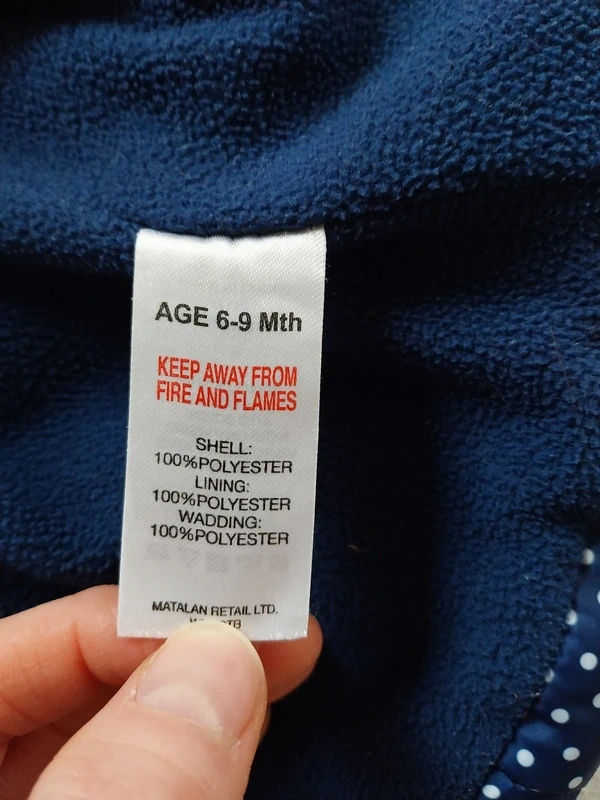 AGE 6-9 Mth
KEEP AWAY FROM
FIRE AND FLAMES
SHELL:
100%POLYESTER
LINING:
100%POLYESTER
WADDING:
100%POLYESTER
MATALAN RETAIL LTD.